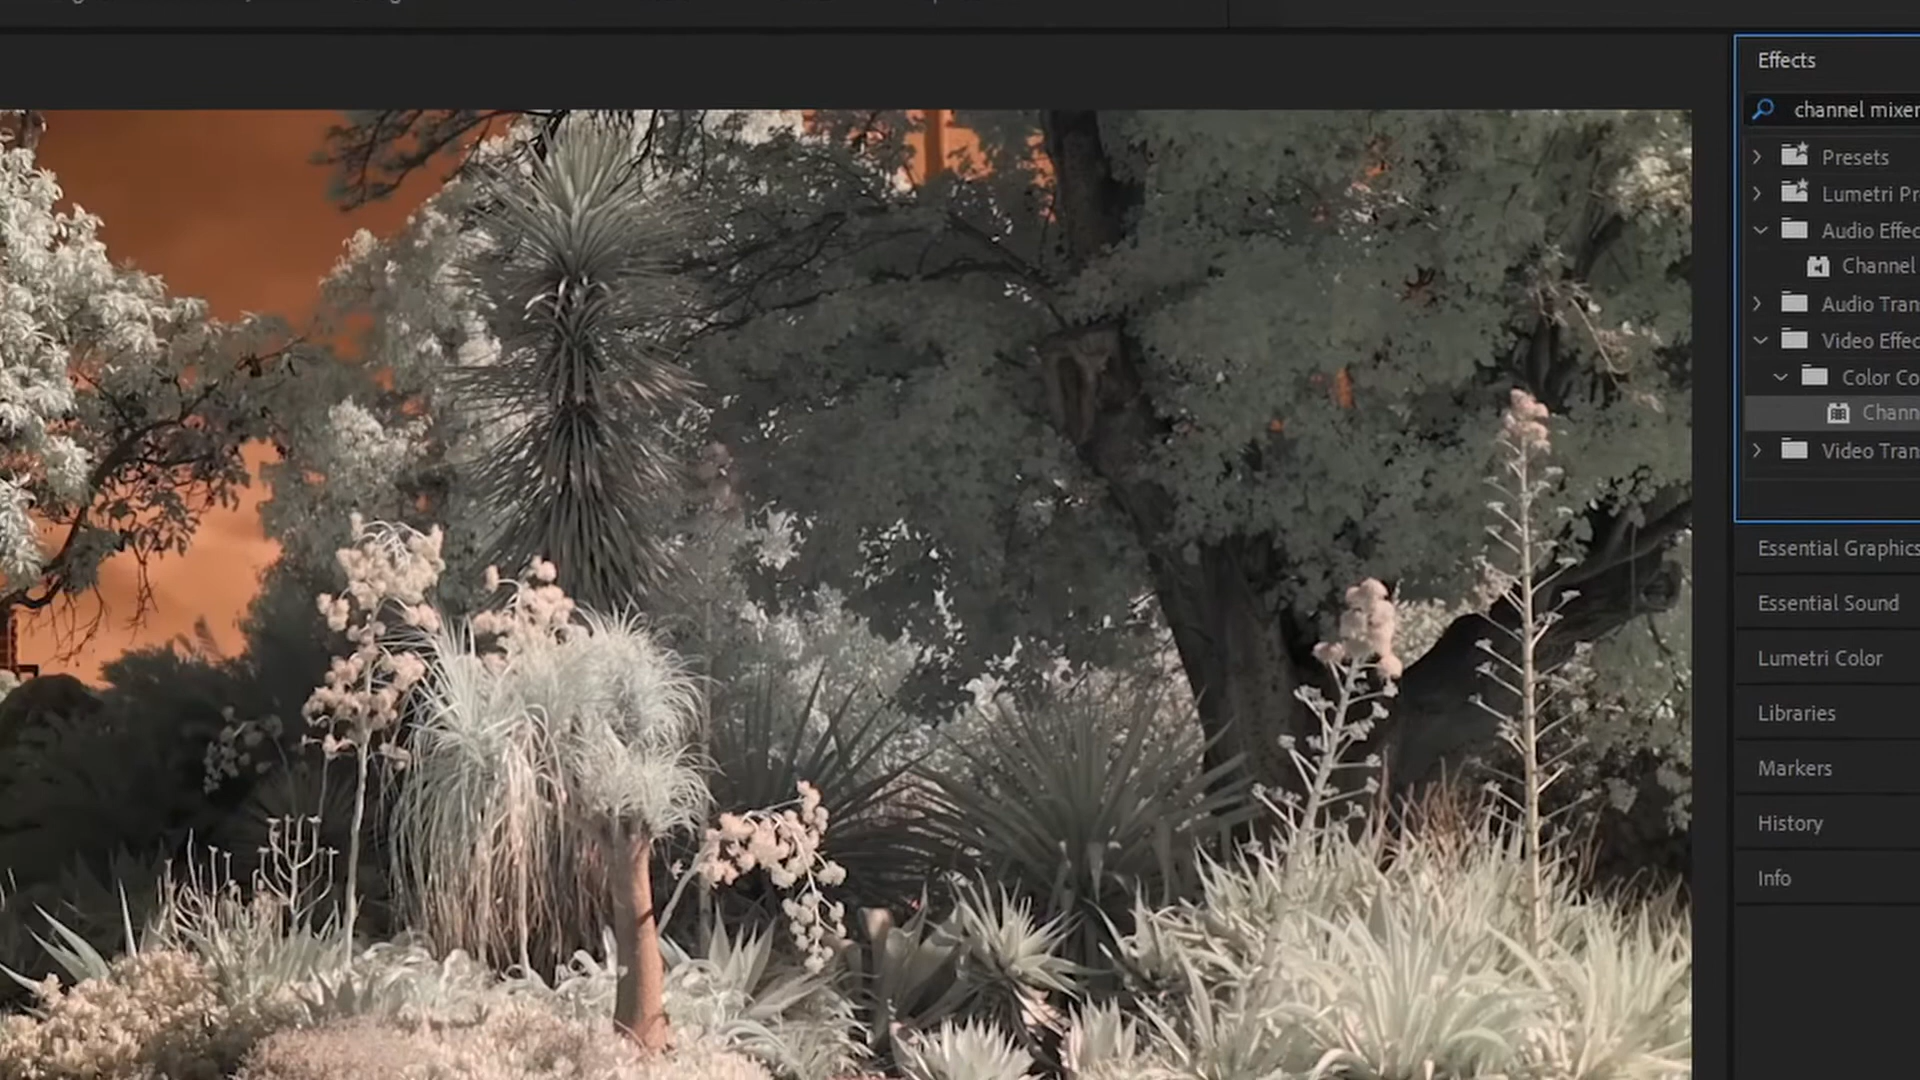 Effects
channel mixer
Presets
Lumetri Pr
Audio Effec
Channel
Audio Tran
Video Effec
Color Co
Chann
Video Tran
Essential Graphics
Essential Sound
Lumetri Color
Libraries
Markers
History
Info